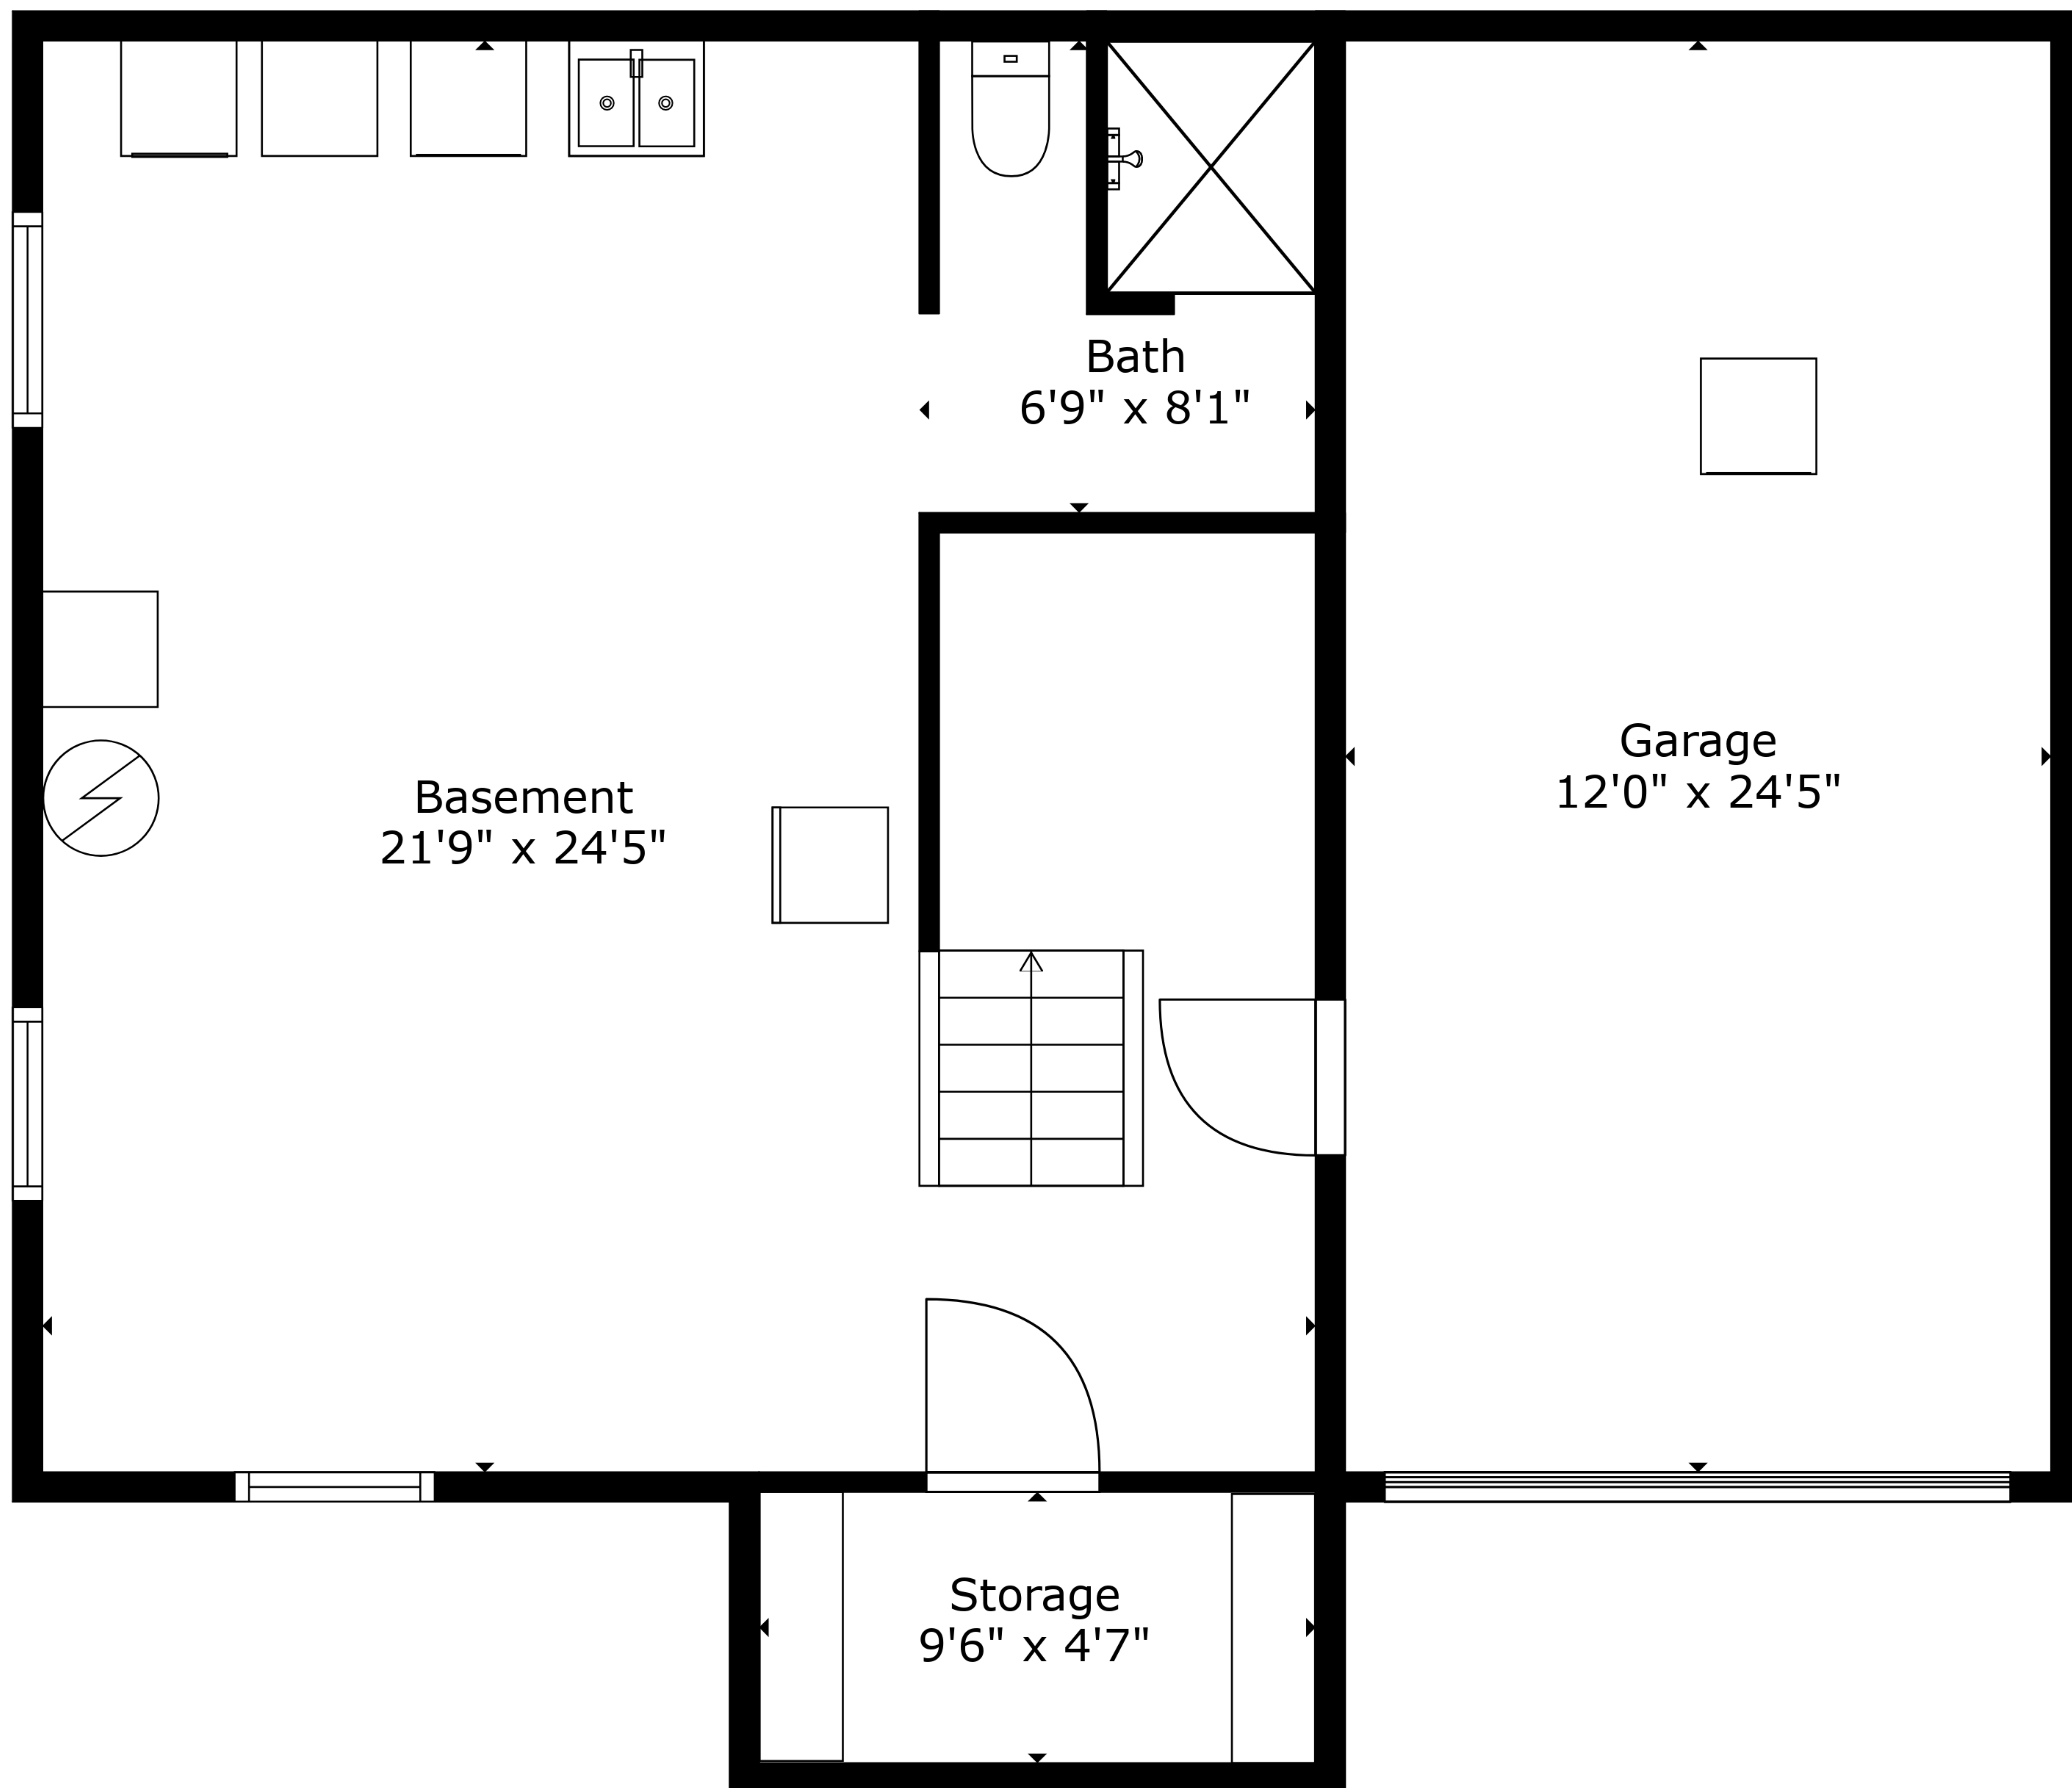 Bath
6'9" x 8'1"
Garage
12'0" x 24'5"
Basement
21'9" x 24'5"
Storage
9'6" x 4'7"